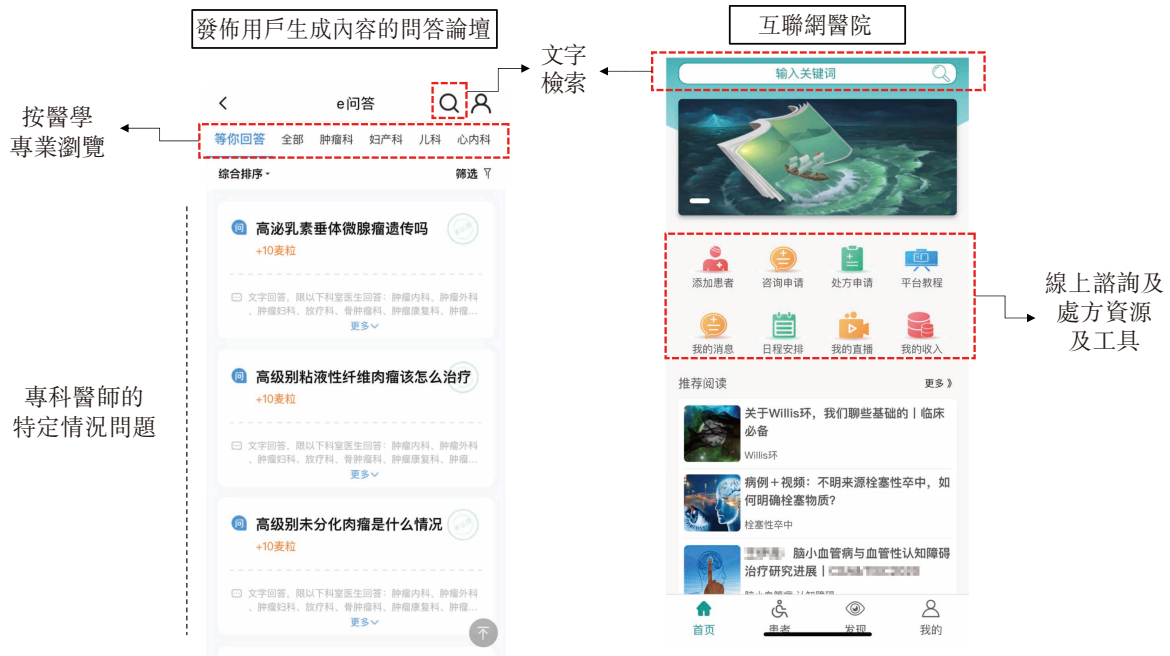 發佈用戶生成內容的問答論壇
互聯網醫院
文字
檢索
按醫學
專業瀏覽
專科醫師的
特定情況問題
e问答
等你回答 全部 肿瘤科 妇产科 儿科 心内科
综合排序 筛选
问 高泌乳素垂体微腺瘤遗传吗
+10麦粒
文字回答，限以下科室医生回答：肿瘤内科、肿瘤外科
、肿瘤妇科、放疗科、骨肿瘤科、肿瘤康复科、肿瘤...
更多
问 高级别粘液性纤维肉瘤该怎么治疗
+10麦粒
文字回答，限以下科室医生回答：肿瘤内科、肿瘤外科
、肿瘤妇科、放疗科、骨肿瘤科、肿瘤康复科、肿瘤...
更多
问 高级别未分化肉瘤是什么情况
+10麦粒
文字回答，限以下科室医生回答：肿瘤内科、肿瘤外科
、肿瘤妇科、放疗科、骨肿瘤科、肿瘤康复科、肿瘤...
更多
输入关键词
添加患者 咨询申请 处方申请 平台教程
我的消息 日程安排 我的直播 我的收入
線上諮詢及
處方資源
及工具
推荐阅读 更多》
关于Willis环，我们聊些基础的丨临床
必备
Willis环
病例＋视频：不明来源栓塞性卒中，如
何明确栓塞物质？
栓塞性卒中
脑小血管病与血管性认知障碍
治疗研究进展丨
首页 患者 发现 我的